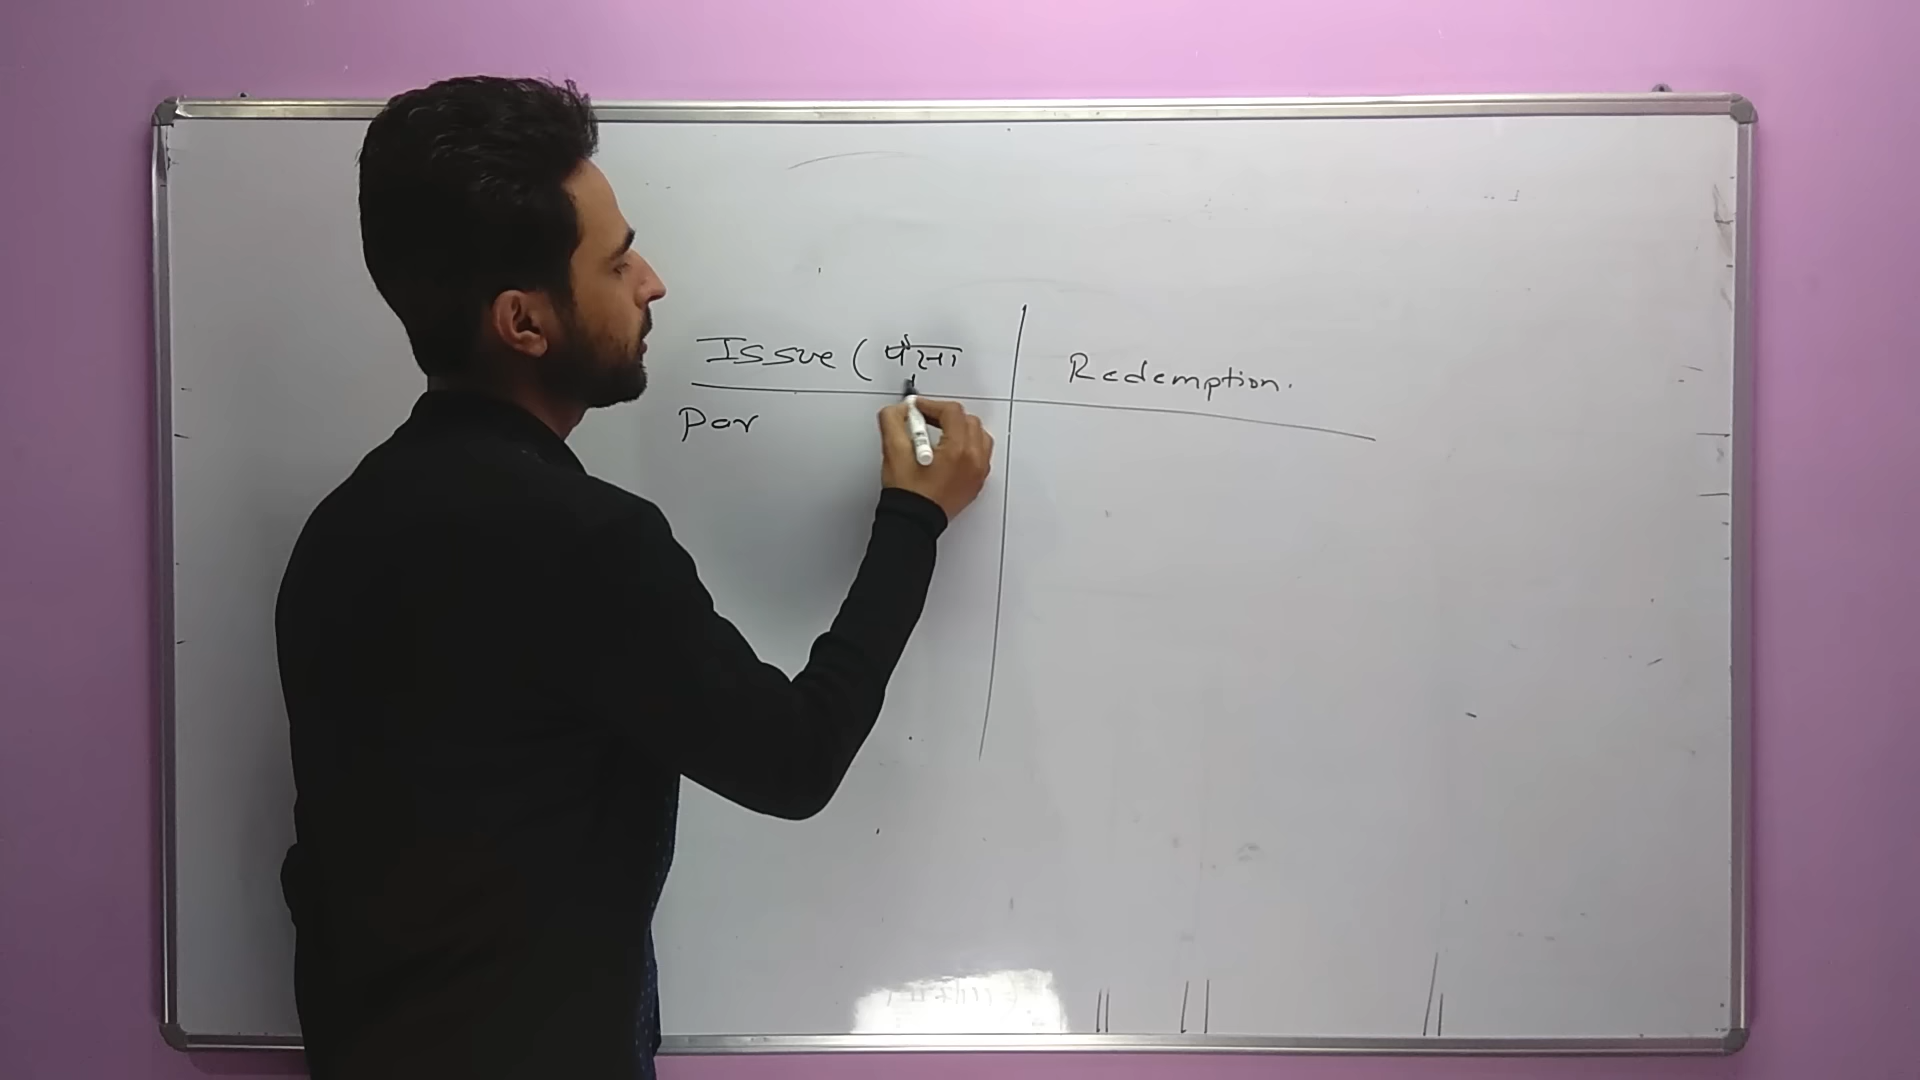 Issue ( पैसा
Redemption.
Par